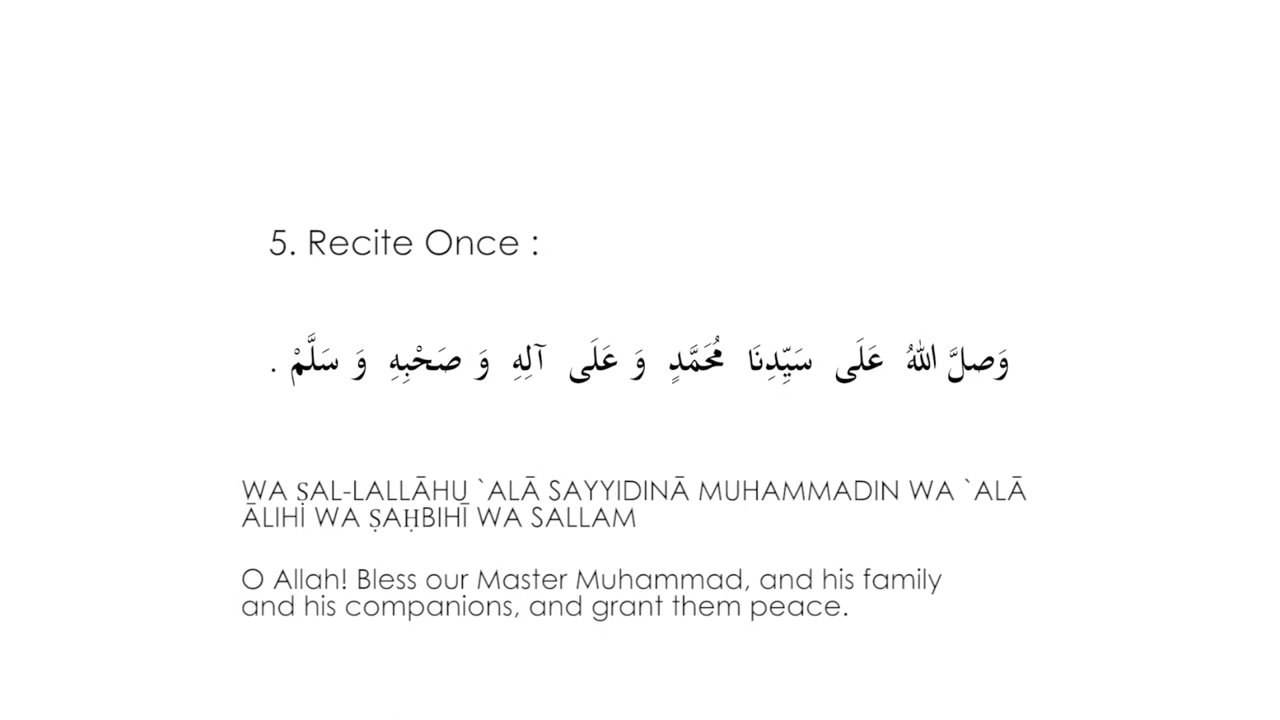 5. Recite Once :
وَصلَّ اللهُ عَلَى سَيِّدِنَا مُحَمَّدٍ وَ عَلَى آلِهِ وَ صَحْبِهِ وَ سَلَّمْ .
WA ṢAL-LALLĀHU `ALĀ SAYYIDINĀ MUHAMMADIN WA `ALĀ
ĀLIHİ WA ṢAḤBIHĪ WA SALLAM
O Allah! Bless our Master Muhammad, and his family
and his companions, and grant them peace.